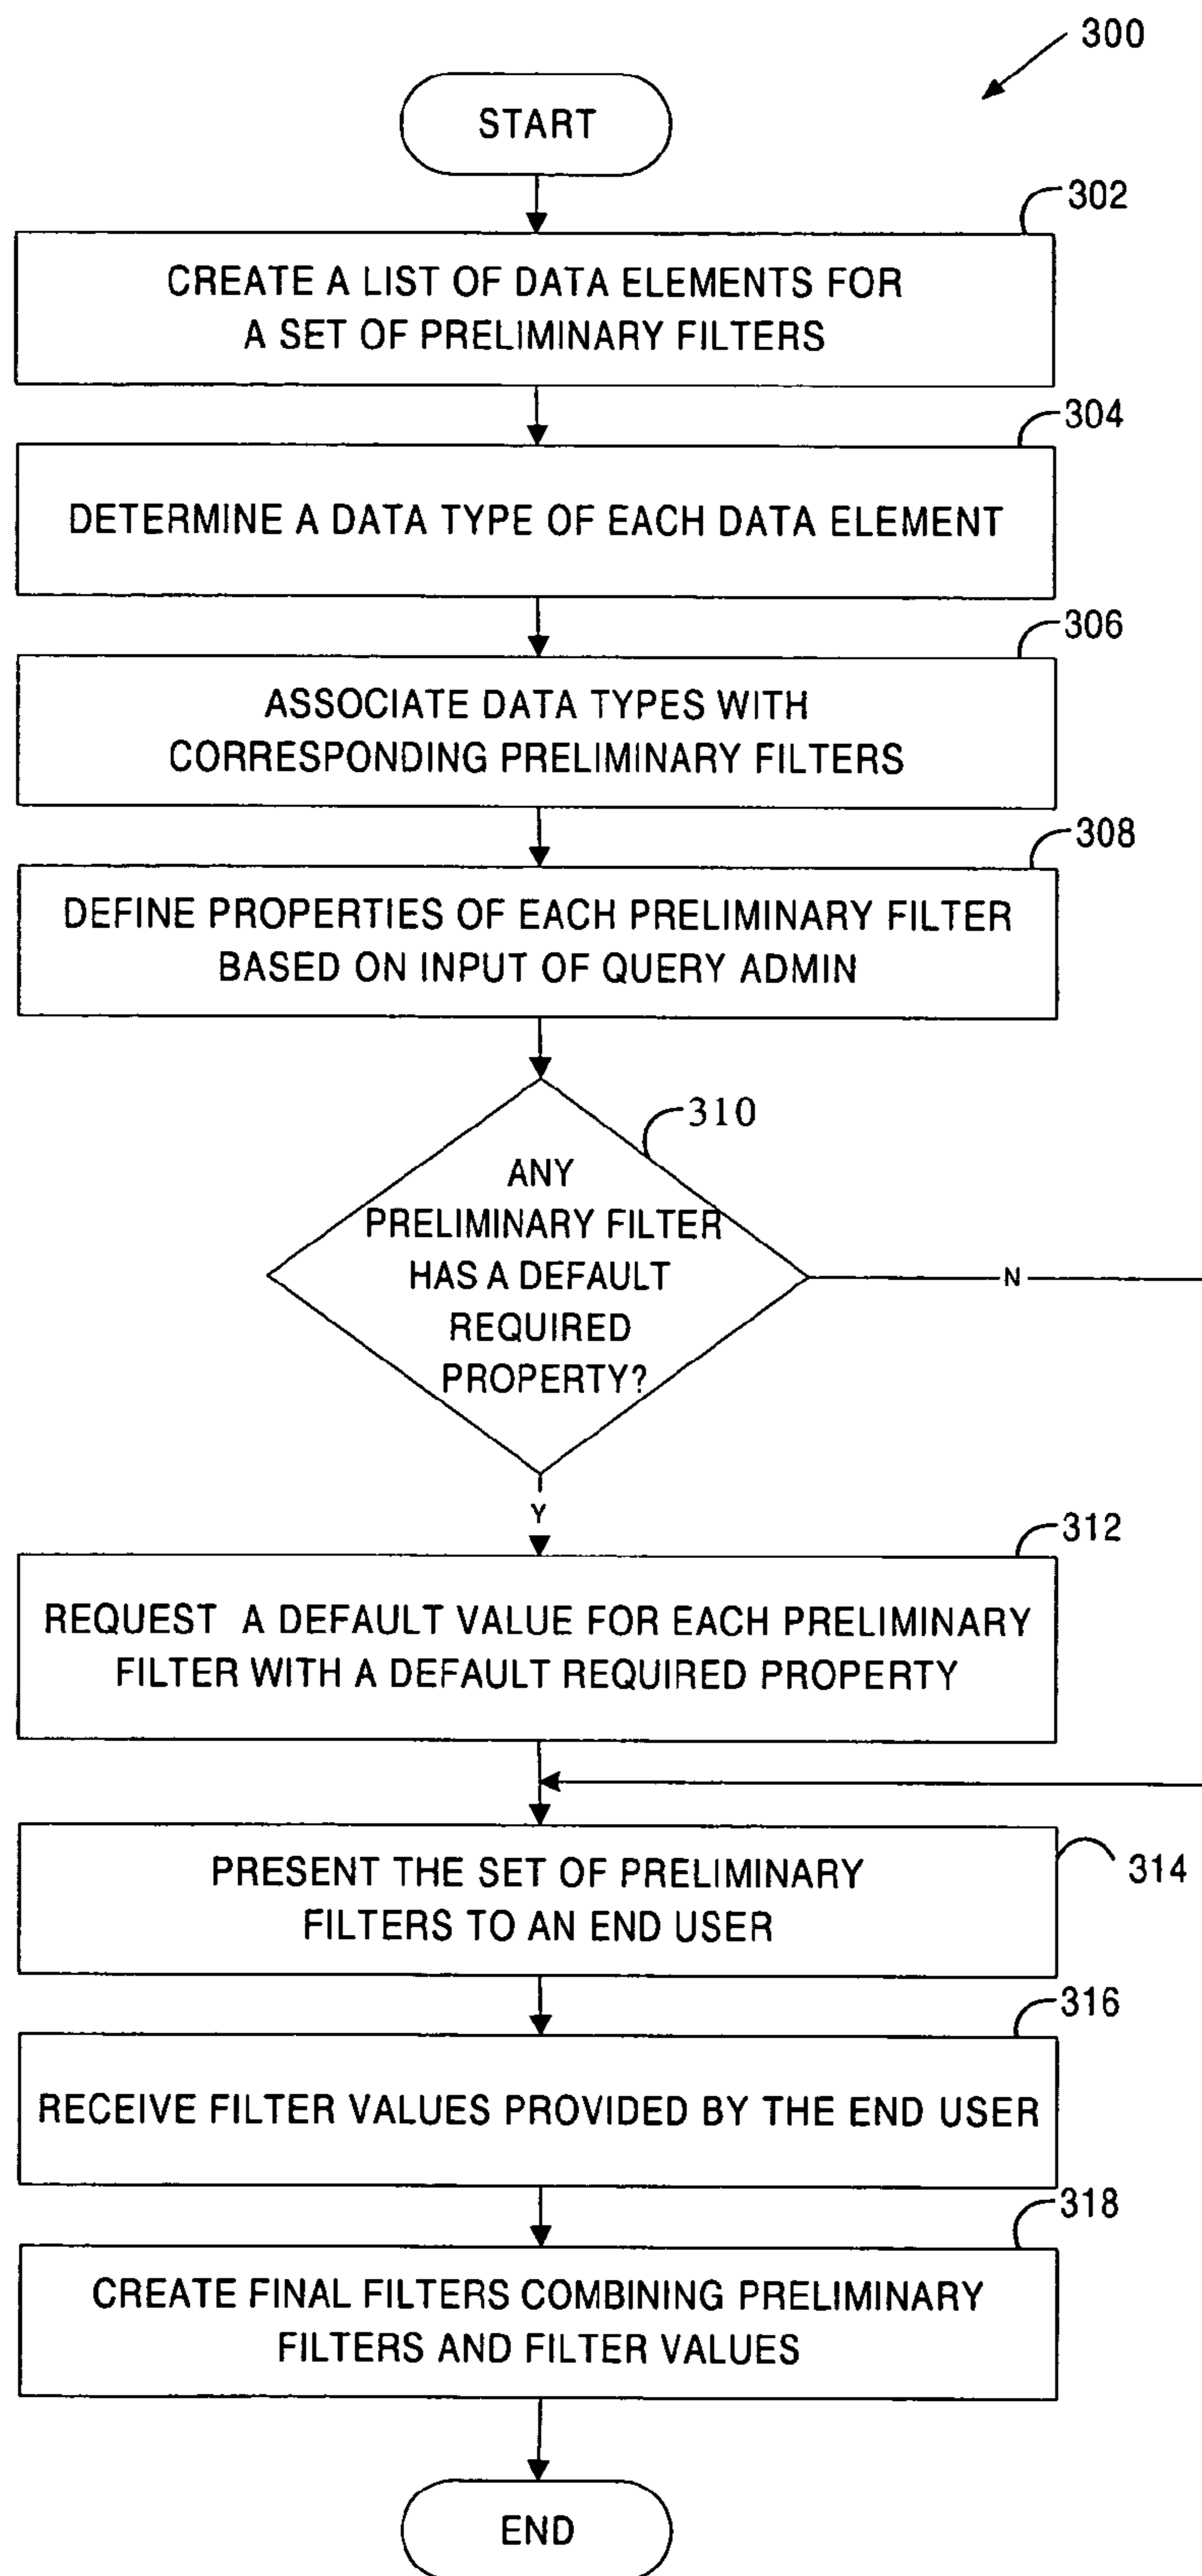 300
START
302
CREATE A LIST OF DATA ELEMENTS FOR
A SET OF PRELIMINARY FILTERS
304
DETERMINE A DATA TYPE OF EACH DATA ELEMENT
306
ASSOCIATE DATA TYPES WITH
CORRESPONDING PRELIMINARY FILTERS
308
DEFINE PROPERTIES OF EACH PRELIMINARY FILTER
BASED ON INPUT OF QUERY ADMIN
310
ANY
PRELIMINARY FILTER
HAS A DEFAULT
REQUIRED
PROPERTY?
N
Y
312
REQUEST A DEFAULT VALUE FOR EACH PRELIMINARY
FILTER WITH A DEFAULT REQUIRED PROPERTY
314
PRESENT THE SET OF PRELIMINARY
FILTERS TO AN END USER
316
RECEIVE FILTER VALUES PROVIDED BY THE END USER
318
CREATE FINAL FILTERS COMBINING PRELIMINARY
FILTERS AND FILTER VALUES
END